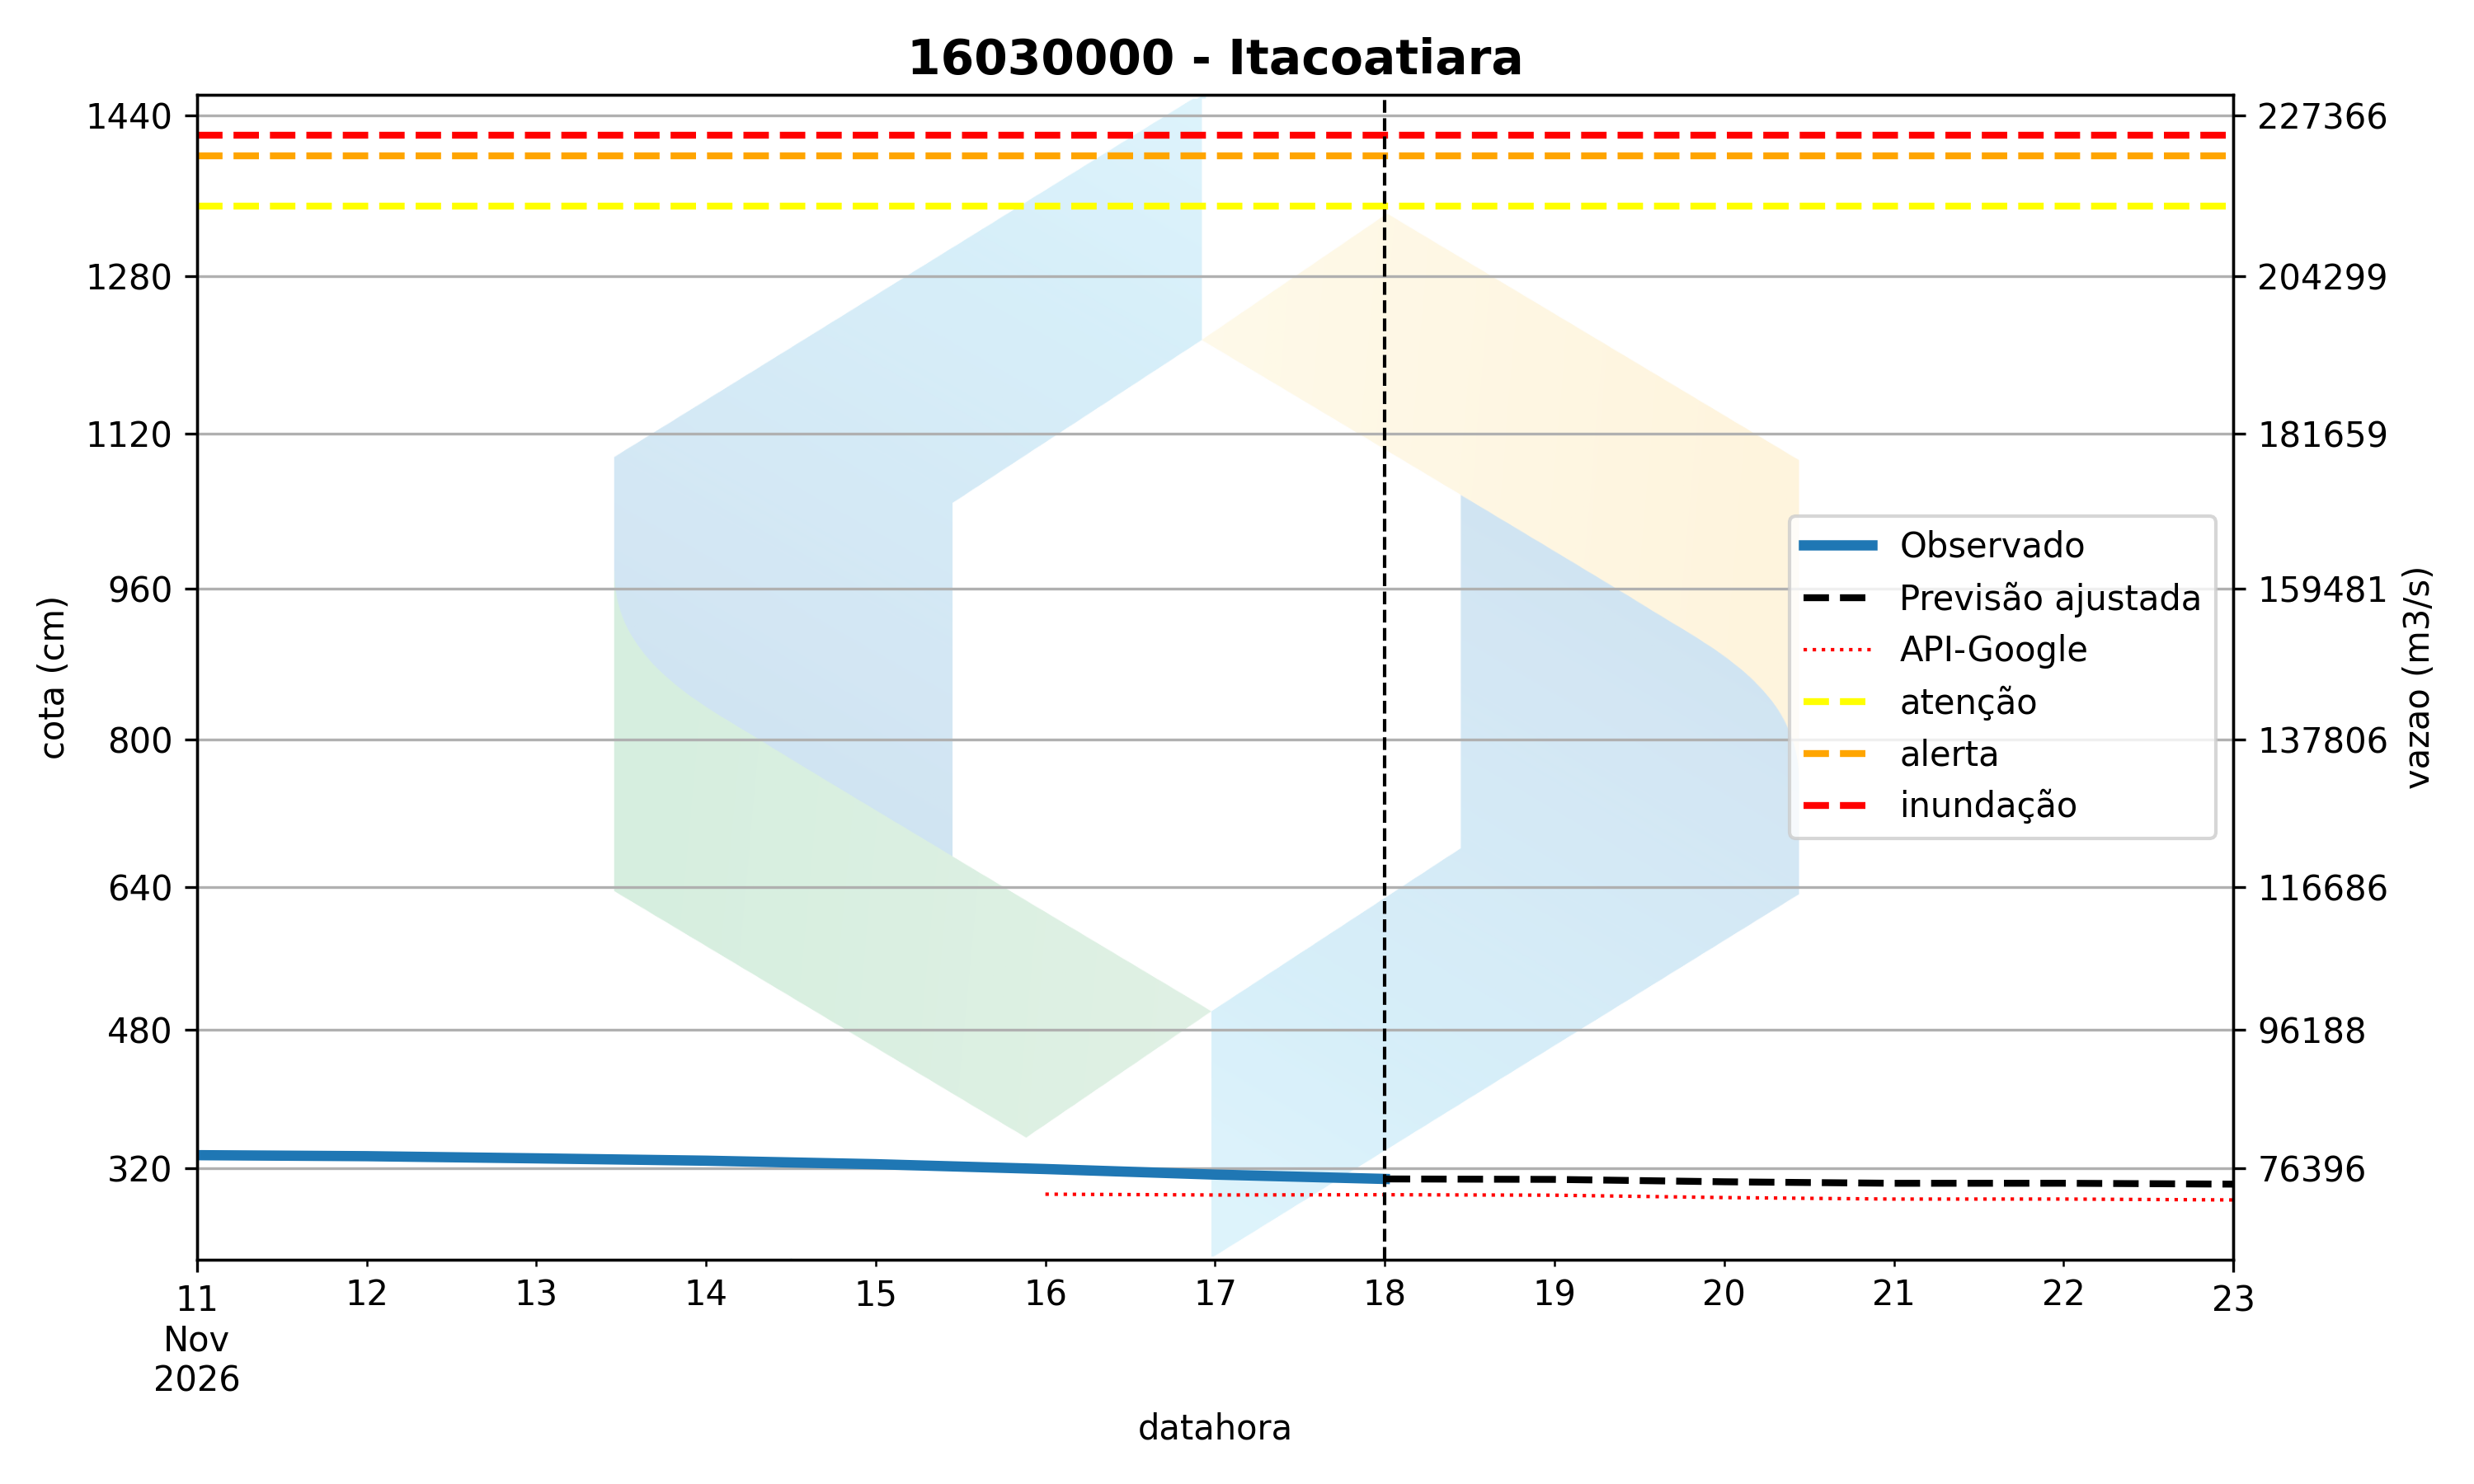 16030000 - Itacoatiara
1440
1280
1120
960
800
640
480
320
cota (cm)
227366
204299
181659
159481
137806
116686
96188
76396
vazao (m3/s)
Observado
Previsão ajustada
API-Google
atenção
alerta
inundação
11
12
13
14
15
16
17
18
19
20
21
22
23
Nov
2026
datahora